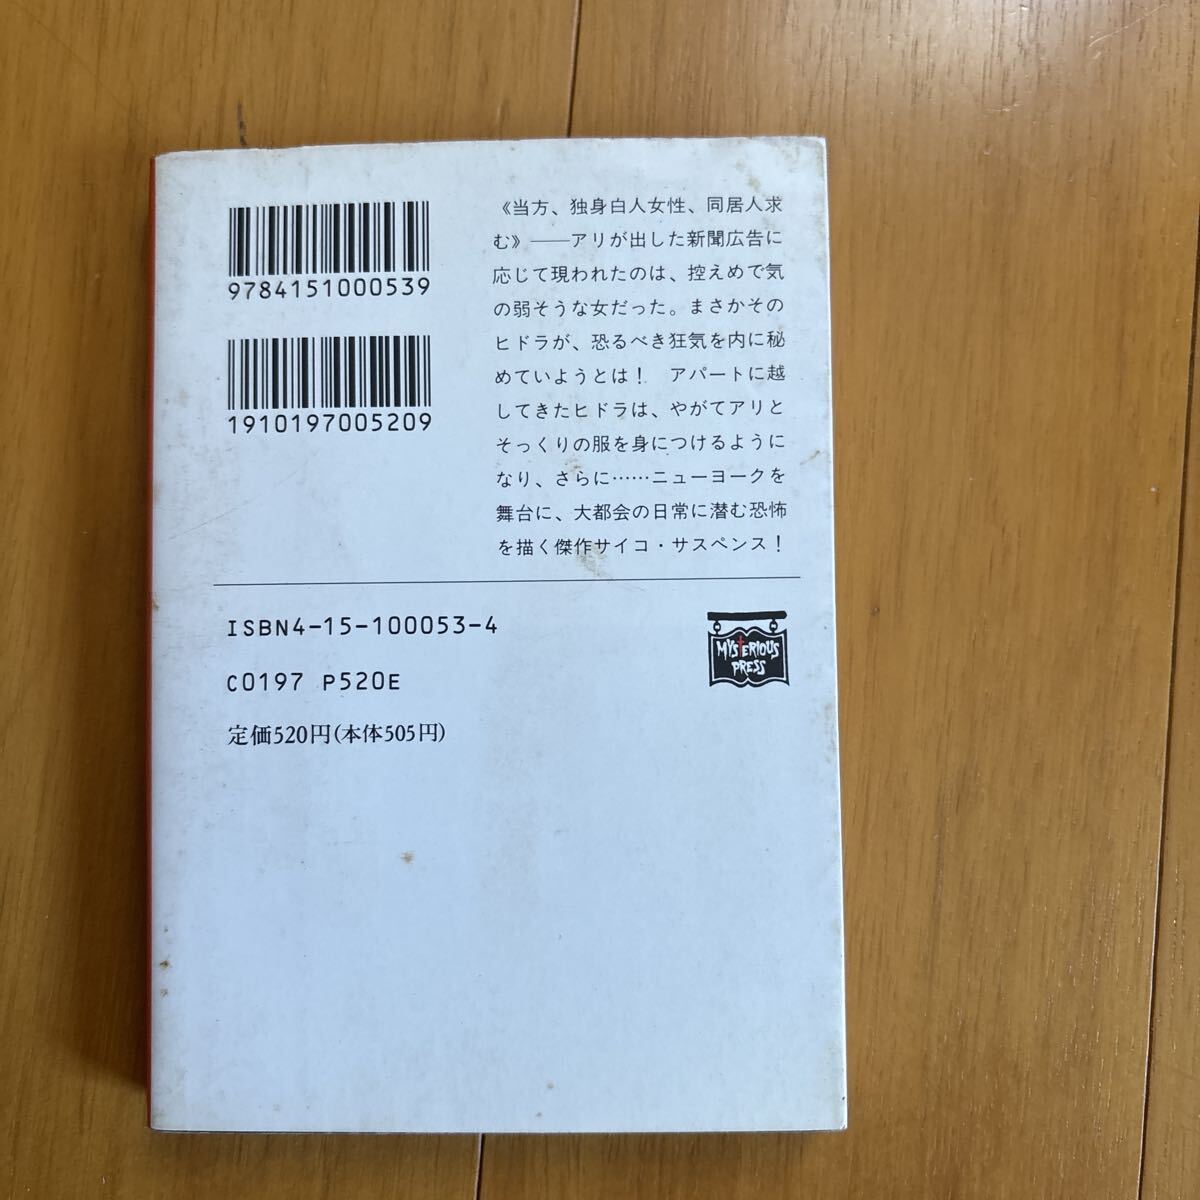 9784151000539
1910197005209
《当方、独身白人女性、同居人求
む》――アリが出した新聞広告に
応じて現われたのは、控えめで気
の弱そうな女だった。まさかその
ヒドラが、恐るべき狂気を内に秘
めていようとは！　アパートに越
してきたヒドラは、やがてアリと
そっくりの服を身につけるように
なり、さらに……ニューヨークを
舞台に、大都会の日常に潜む恐怖
を描く傑作サイコ・サスペンス！
ISBN4-15-100053-4
C0197 P520E
定価520円(本体505円)
MYSTERIOUS
PRESS